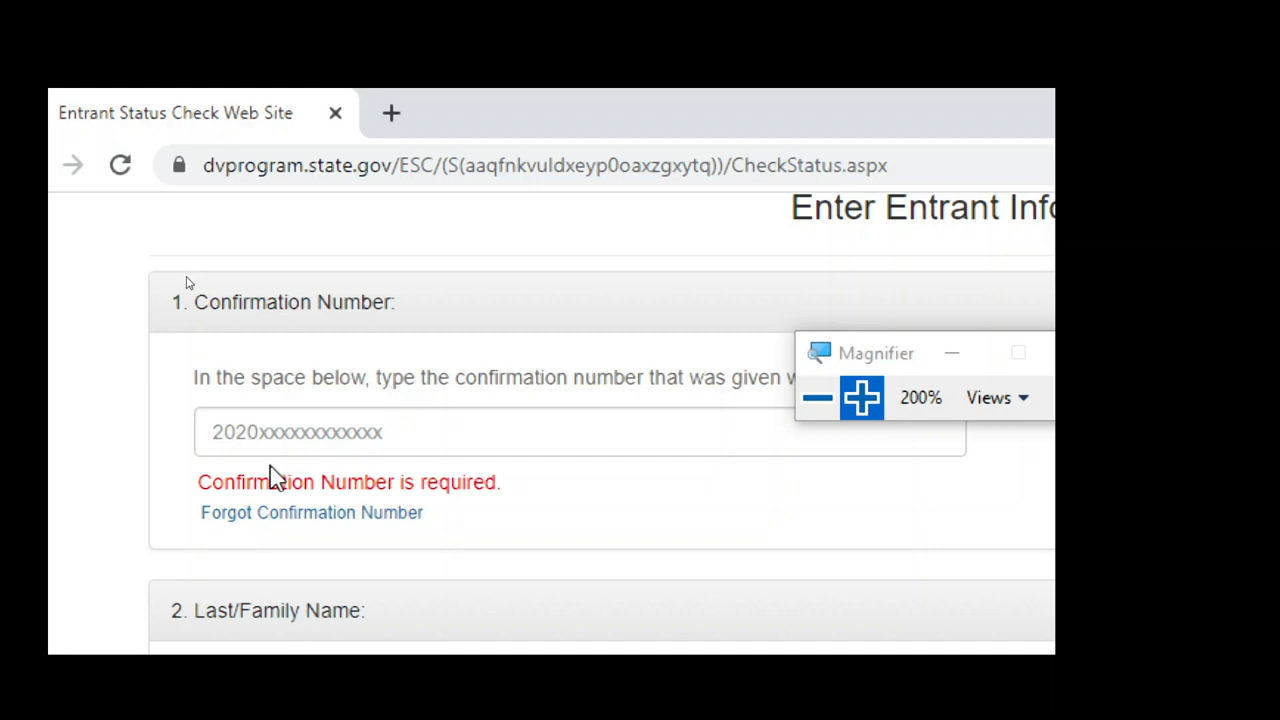 Entrant Status Check Web Site
dvprogram.state.gov/ESC/(S(aaqfnkvuldxeyp0oaxzgxytq))/CheckStatus.aspx
Enter Entrant Info
1. Confirmation Number:
Magnifier
In the space below, type the confirmation number that was given
200%
Views
2020xxxxxxxxxxxx
Confirmation Number is required.
Forgot Confirmation Number
2. Last/Family Name: